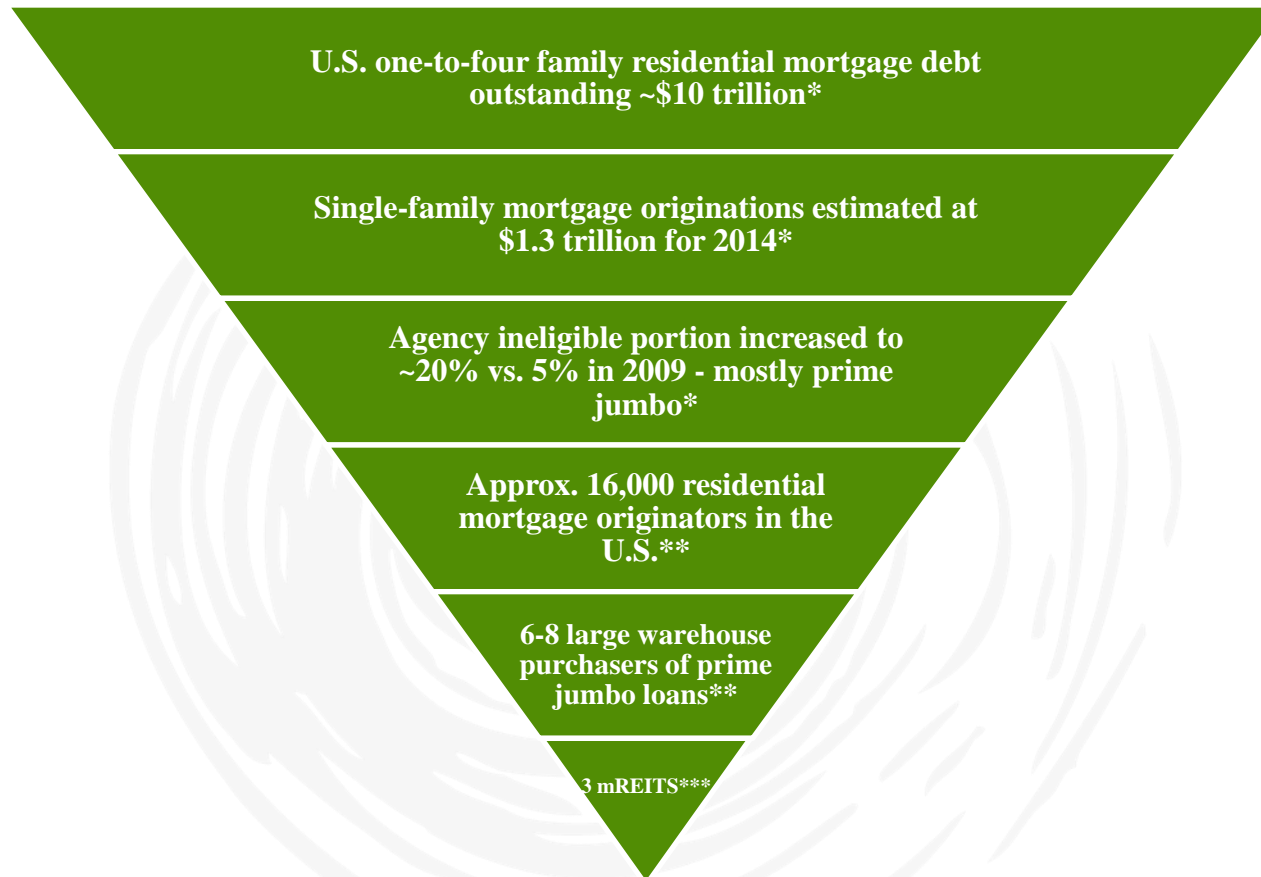 U.S. one-to-four family residential mortgage debt
outstanding ~$10 trillion*
Single-family mortgage originations estimated at
$1.3 trillion for 2014*
Agency ineligible portion increased to
~20% vs. 5% in 2009 - mostly prime
jumbo*
Approx. 16,000 residential
mortgage originators in the
U.S.**
6-8 large warehouse
purchasers of prime
jumbo loans**
3 mREITS***